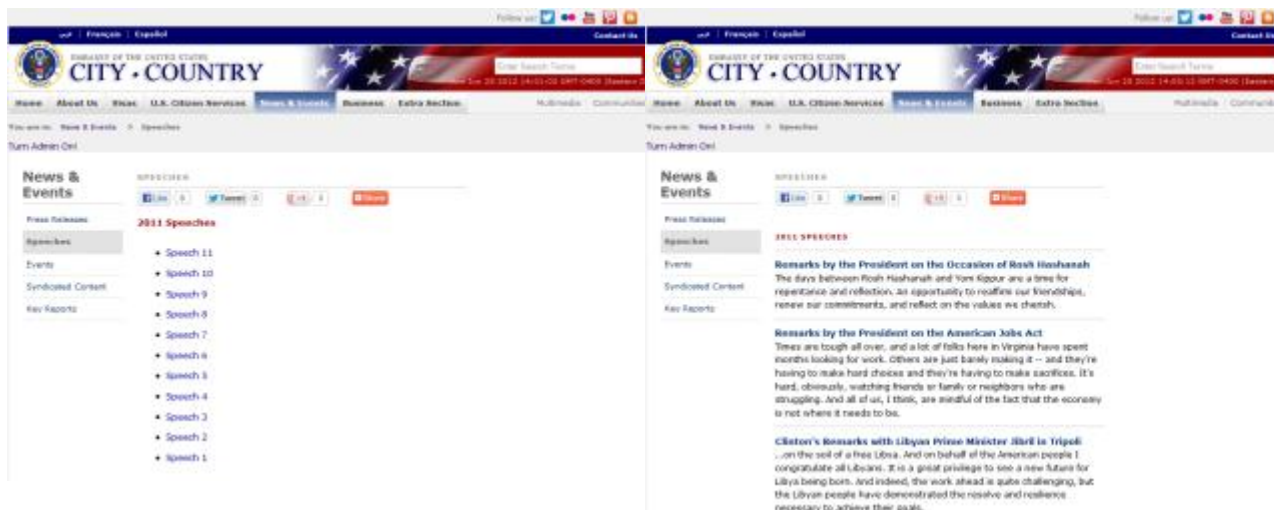 Follow us:
عربي | Français | Español
Contact Us
EMBASSY OF THE UNITED STATES
CITY • COUNTRY
Enter Search Terms
Home About Us Visas U.S. Citizen Services News & Events Business Extra Section Multimedia
You are in: News & Events > Speeches
Turn Admin On!
News &
Events
Press Releases
Speeches
Events
Syndicated Content
Key Reports
SPEECHES
Like 0 Tweet 0 +1 0 Share
2011 Speeches
• Speech 11
• Speech 10
• Speech 9
• Speech 8
• Speech 7
• Speech 6
• Speech 5
• Speech 4
• Speech 3
• Speech 2
• Speech 1
Follow us:
عربي | Français | Español
Contact Us
EMBASSY OF THE UNITED STATES
CITY • COUNTRY
Enter Search Terms
Home About Us Visas U.S. Citizen Services News & Events Business Extra Section Multimedia
You are in: News & Events > Speeches
Turn Admin On!
News &
Events
Press Releases
Speeches
Events
Syndicated Content
Key Reports
SPEECHES
Like 0 Tweet 0 +1 0 Share
2011 SPEECHES
Remarks by the President on the Occasion of Rosh Hashanah
The days between Rosh Hashanah and Yom Kippur are a time for
repentance and reflection. An opportunity to reaffirm our friendships,
renew our commitments, and reflect on the values we cherish.
Remarks by the President on the American Jobs Act
Times are tough all over, and a lot of folks here in Virginia have spent
months looking for work. Others are just barely making it -- and they're
having to make hard choices and they're having to make sacrifices. It's
hard, obviously, watching friends or family or neighbors who are
struggling. And all of us, I think, are mindful of the fact that the economy
is not where it needs to be.
Clinton's Remarks with Libyan Prime Minister Jibril in Tripoli
...on the soil of a free Libya. And on behalf of the American people I
congratulate all Libyans. It is a great privilege to see a new future for
Libya being born. And indeed, the work ahead is quite challenging, but
the Libyan people have demonstrated the resolve and resilience
necessary to achieve their goals.